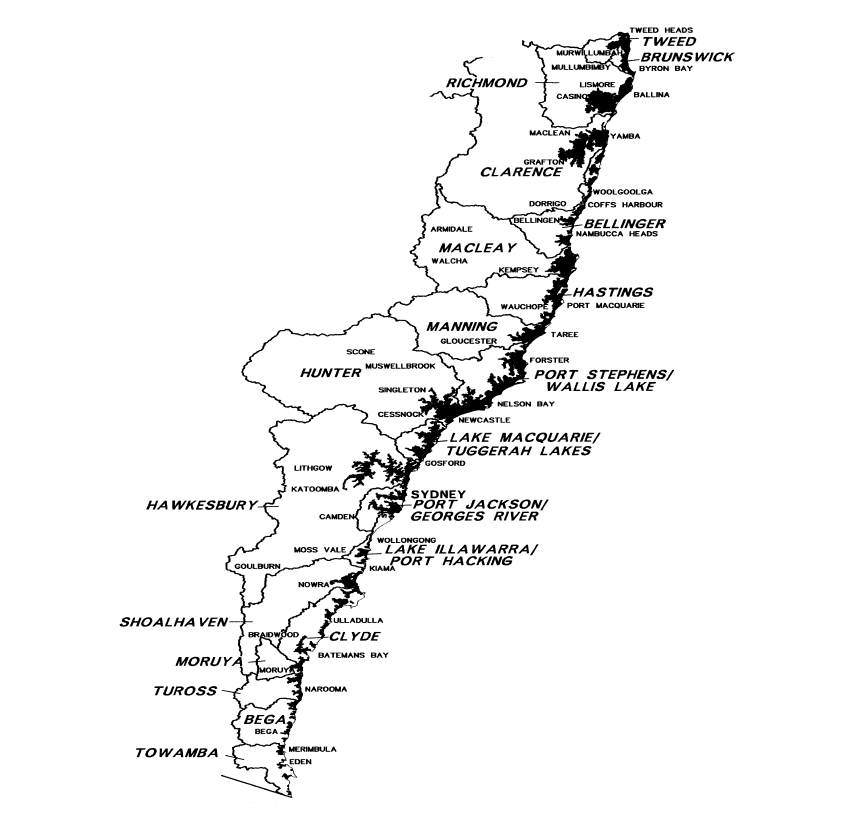 TWEED HEADS
TWEED
MURWILLUMBAH
BRUNSWICK
MULLUMBIMBY
BYRON BAY
RICHMOND
LISMORE
CASINO
BALLINA
MACLEAN
YAMBA
GRAFTON
CLARENCE
WOOLGOOLGA
DORRIGO
COFFS HARBOUR
BELLINGEN
BELLINGER
ARMIDALE
NAMBUCCA HEADS
MACLEAY
WALCHA
KEMPSEY
HASTINGS
WAUCHOPE
PORT MACQUARIE
MANNING
GLOUCESTER
TAREE
SCONE
FORSTER
MUSWELLBROOK
HUNTER
PORT STEPHENS/
WALLIS LAKE
SINGLETON
NELSON BAY
CESSNOCK
NEWCASTLE
LAKE MACQUARIE/
TUGGERAH LAKES
GOSFORD
LITHGOW
KATOOMBA
SYDNEY
HAWKESBURY
PORT JACKSON/
GEORGES RIVER
CAMDEN
WOLLONGONG
MOSS VALE
LAKE ILLAWARRA/
PORT HACKING
GOULBURN
KIAMA
NOWRA
SHOALHAVEN
ULLADULLA
BRAIDWOOD
CLYDE
BATEMANS BAY
MORUYA
MORUYA
TUROSS
NAROOMA
BEGA
BEGA
TOWAMBA
MERIMBULA
EDEN